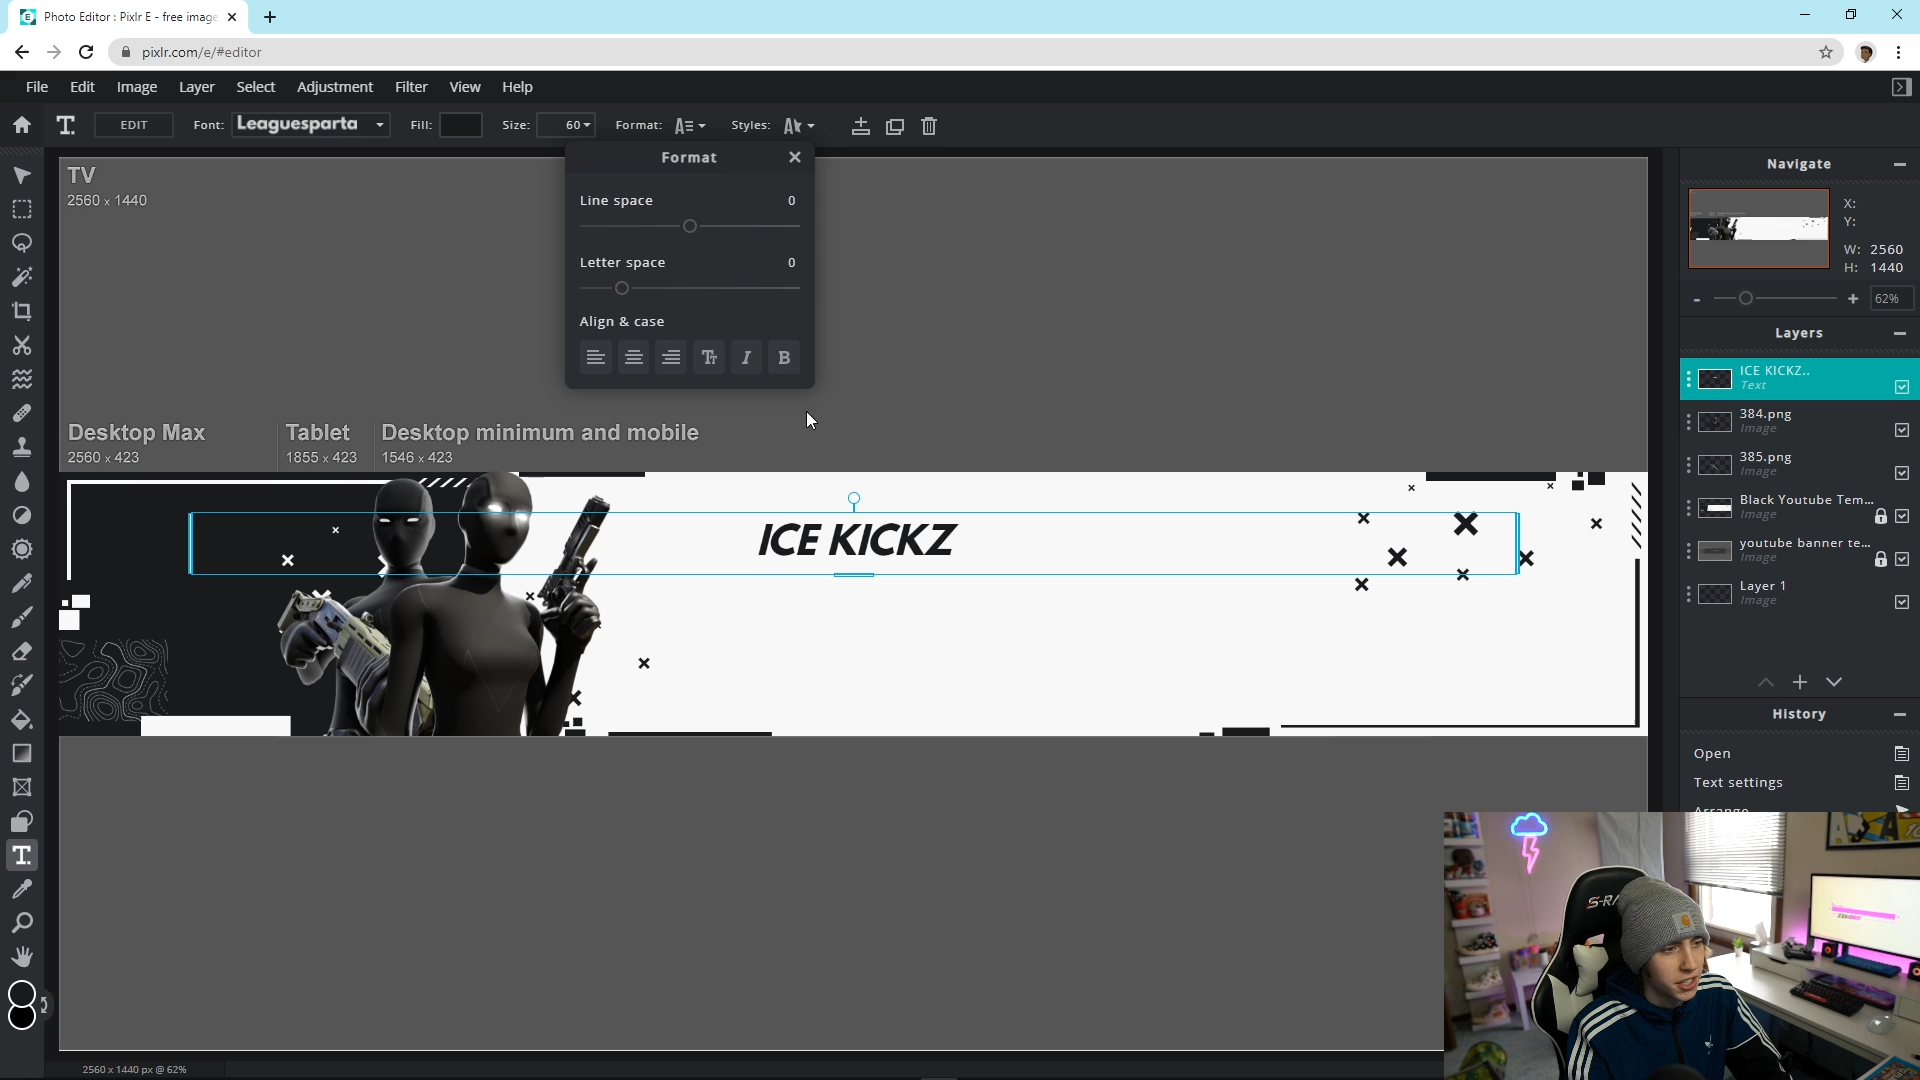 Photo Editor : Pixlr E - free image
pixlr.com/e/#editor
File Edit Image Layer Select Adjustment Filter View Help
EDIT Font: Leaguesparta Fill: Size: 60 Format: Styles:
Format
Line space 0
Letter space 0
Align & case
TV
2560 x 1440
Desktop Max
2560 x 423
Tablet
1855 x 423
Desktop minimum and mobile
1546 x 423
ICE KICKZ
Navigate
X:
Y:
W: 2560
H: 1440
- + 62%
Layers
ICE KICKZ..
Text
384.png
Image
385.png
Image
Black Youtube Tem...
Image
youtube banner te...
Image
Layer 1
Image
History
Open
Text settings
Arrange
S-RA
2560 x 1440 px @ 62%